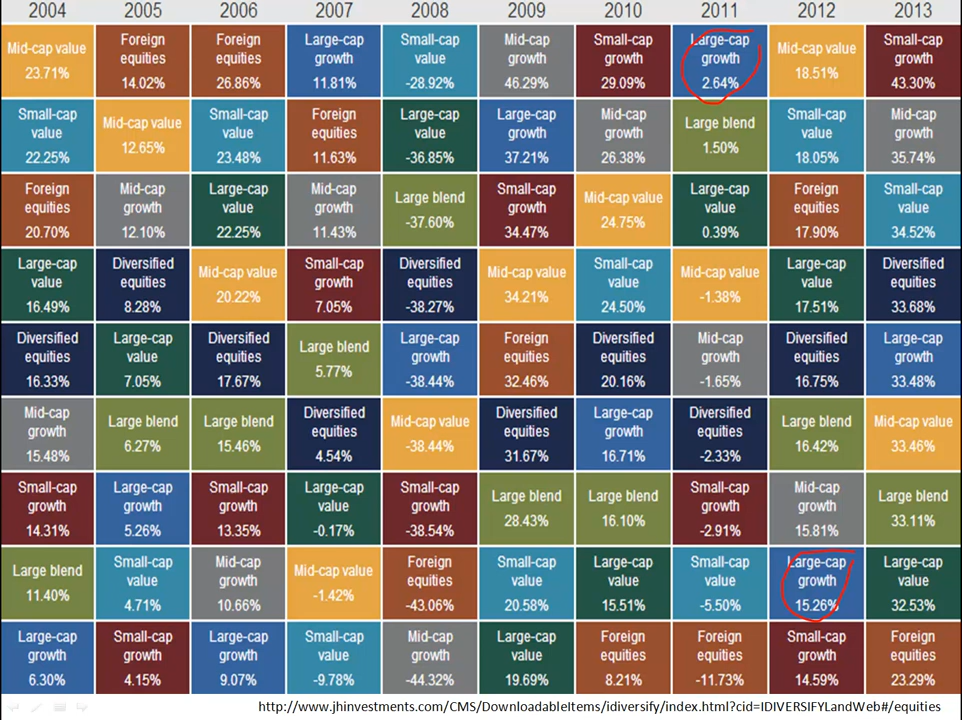 2004 2005 2006 2007 2008 2009 2010 2011 2012 2013
Mid-cap value
23.71%
Foreign
equities
14.02%
Foreign
equities
26.86%
Large-cap
growth
11.81%
Small-cap
value
-28.92%
Mid-cap
growth
46.29%
Small-cap
growth
29.09%
Large-cap
growth
2.64%
Mid-cap value
18.51%
Small-cap
growth
43.30%
Small-cap
value
22.25%
Mid-cap value
12.65%
Small-cap
value
23.48%
Foreign
equities
11.63%
Large-cap
value
-36.85%
Large-cap
growth
37.21%
Mid-cap
growth
26.38%
Large blend
1.50%
Small-cap
value
18.05%
Mid-cap
growth
35.74%
Foreign
equities
20.70%
Mid-cap
growth
12.10%
Large-cap
value
22.25%
Mid-cap
growth
11.43%
Large blend
-37.60%
Small-cap
growth
34.47%
Mid-cap value
24.75%
Large-cap
value
0.39%
Foreign
equities
17.90%
Small-cap
value
34.52%
Large-cap
value
16.49%
Diversified
equities
8.28%
Mid-cap value
20.22%
Small-cap
growth
7.05%
Diversified
equities
-38.27%
Mid-cap value
34.21%
Small-cap
value
24.50%
Mid-cap value
-1.38%
Large-cap
value
17.51%
Diversified
equities
33.68%
Diversified
equities
16.33%
Large-cap
value
7.05%
Diversified
equities
17.67%
Large blend
5.77%
Large-cap
growth
-38.44%
Foreign
equities
32.46%
Diversified
equities
20.16%
Mid-cap
growth
-1.65%
Diversified
equities
16.75%
Large-cap
growth
33.48%
Mid-cap
growth
15.48%
Large blend
6.27%
Large blend
15.46%
Diversified
equities
4.54%
Mid-cap value
-38.44%
Diversified
equities
31.67%
Large-cap
growth
16.71%
Diversified
equities
-2.33%
Large blend
16.42%
Mid-cap value
33.46%
Small-cap
growth
14.31%
Large-cap
growth
5.26%
Small-cap
growth
13.35%
Large-cap
value
-0.17%
Small-cap
growth
-38.54%
Large blend
28.43%
Large blend
16.10%
Small-cap
growth
-2.91%
Mid-cap
growth
15.81%
Large blend
33.11%
Large blend
11.40%
Small-cap
value
4.71%
Mid-cap
growth
10.66%
Mid-cap value
-1.42%
Foreign
equities
-43.06%
Small-cap
value
20.58%
Large-cap
value
15.51%
Small-cap
value
-5.50%
Large-cap
growth
15.26%
Large-cap
value
32.53%
Large-cap
growth
6.30%
Small-cap
growth
4.15%
Large-cap
growth
9.07%
Small-cap
value
-9.78%
Mid-cap
growth
-44.32%
Large-cap
value
19.69%
Foreign
equities
8.21%
Foreign
equities
-11.73%
Small-cap
growth
14.59%
Foreign
equities
23.29%
http://www.jhinvestments.com/CMS/DownloadableItems/idiversify/index.html?cid=IDIVERSIFYLandWeb#/equities